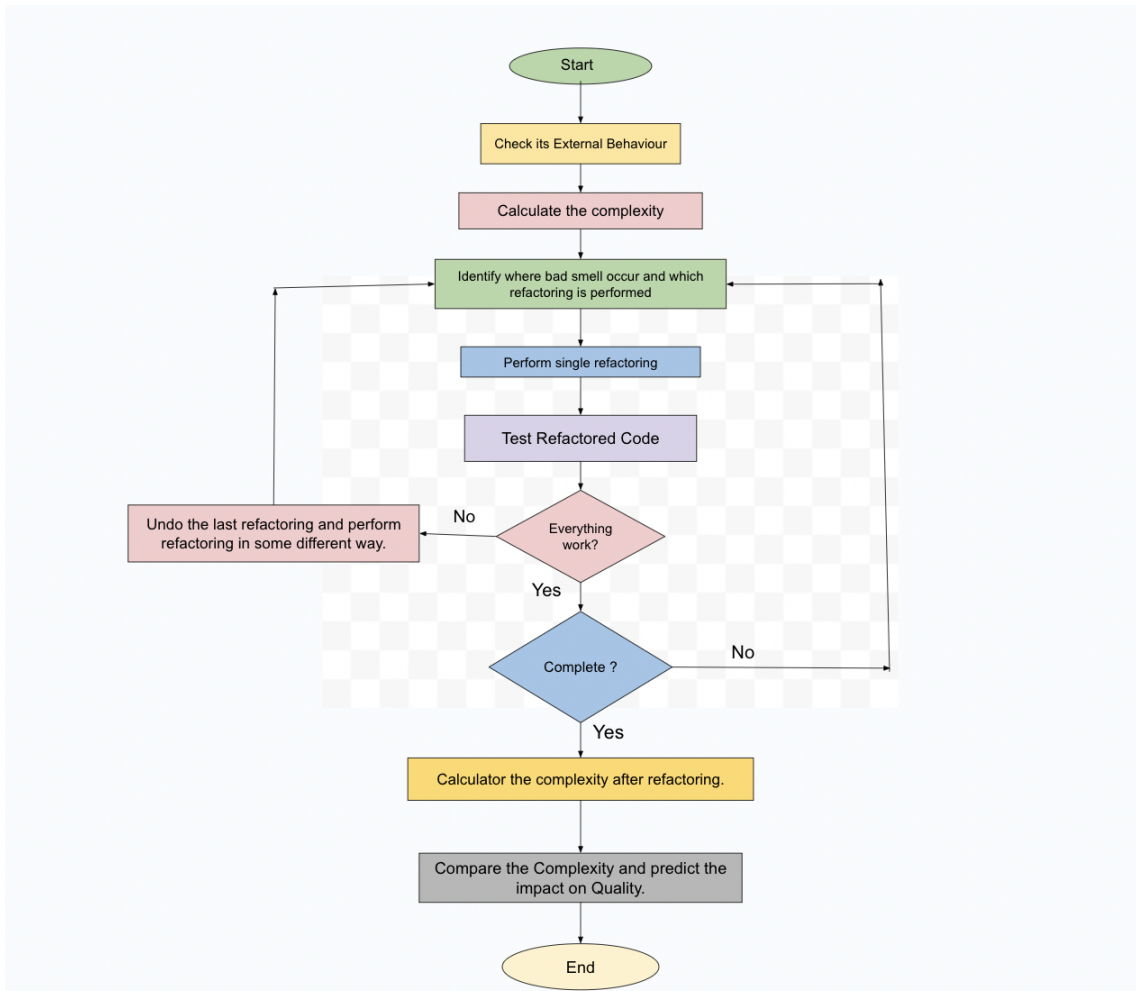 Start
Check its External Behaviour
Calculate the complexity
Identify where bad smell occur and which
refactoring is performed
Perform single refactoring
Test Refactored Code
No
Undo the last refactoring and perform
refactoring in some different way.
Everything
work?
Yes
Complete ?
No
Yes
Calculator the complexity after refactoring.
Compare the Complexity and predict the
impact on Quality.
End